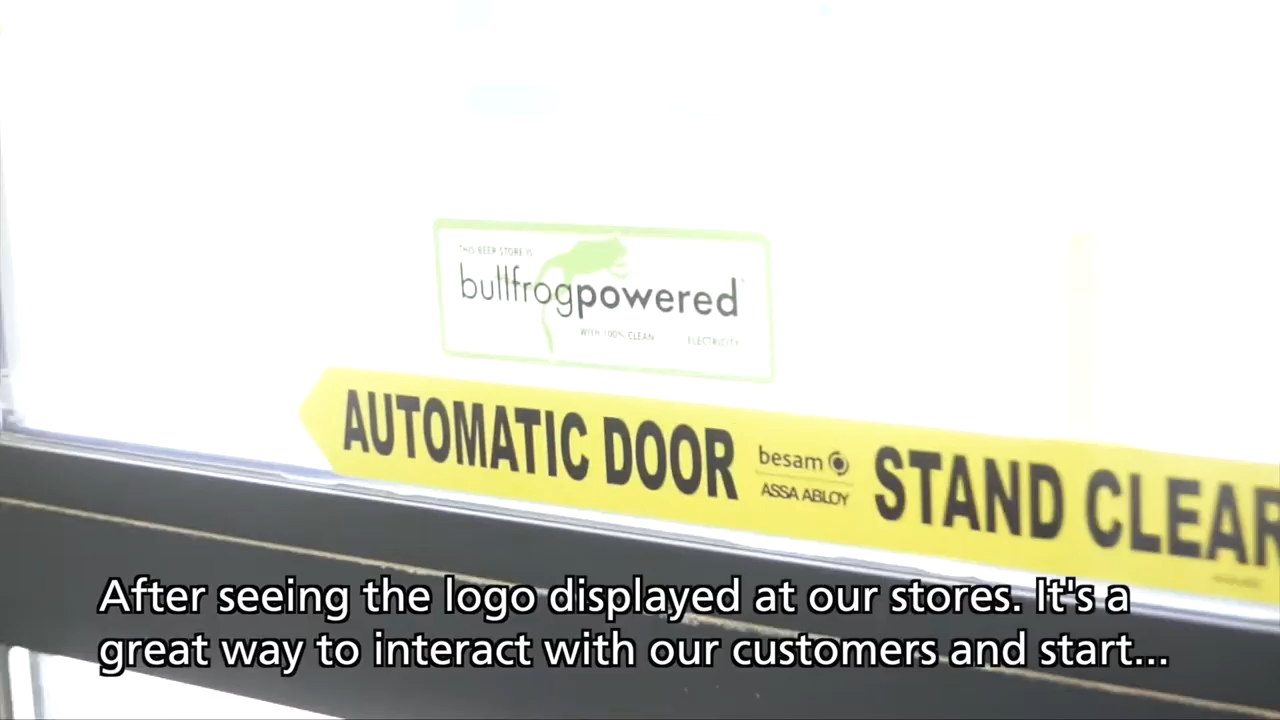 THIS BEER STORE IS
bullfrogpowered
WITH 100% CLEAN ELECTRICITY
AUTOMATIC DOOR besam ASSA ABLOY STAND CLEAR
After seeing the logo displayed at our stores. It's a
great way to interact with our customers and start...